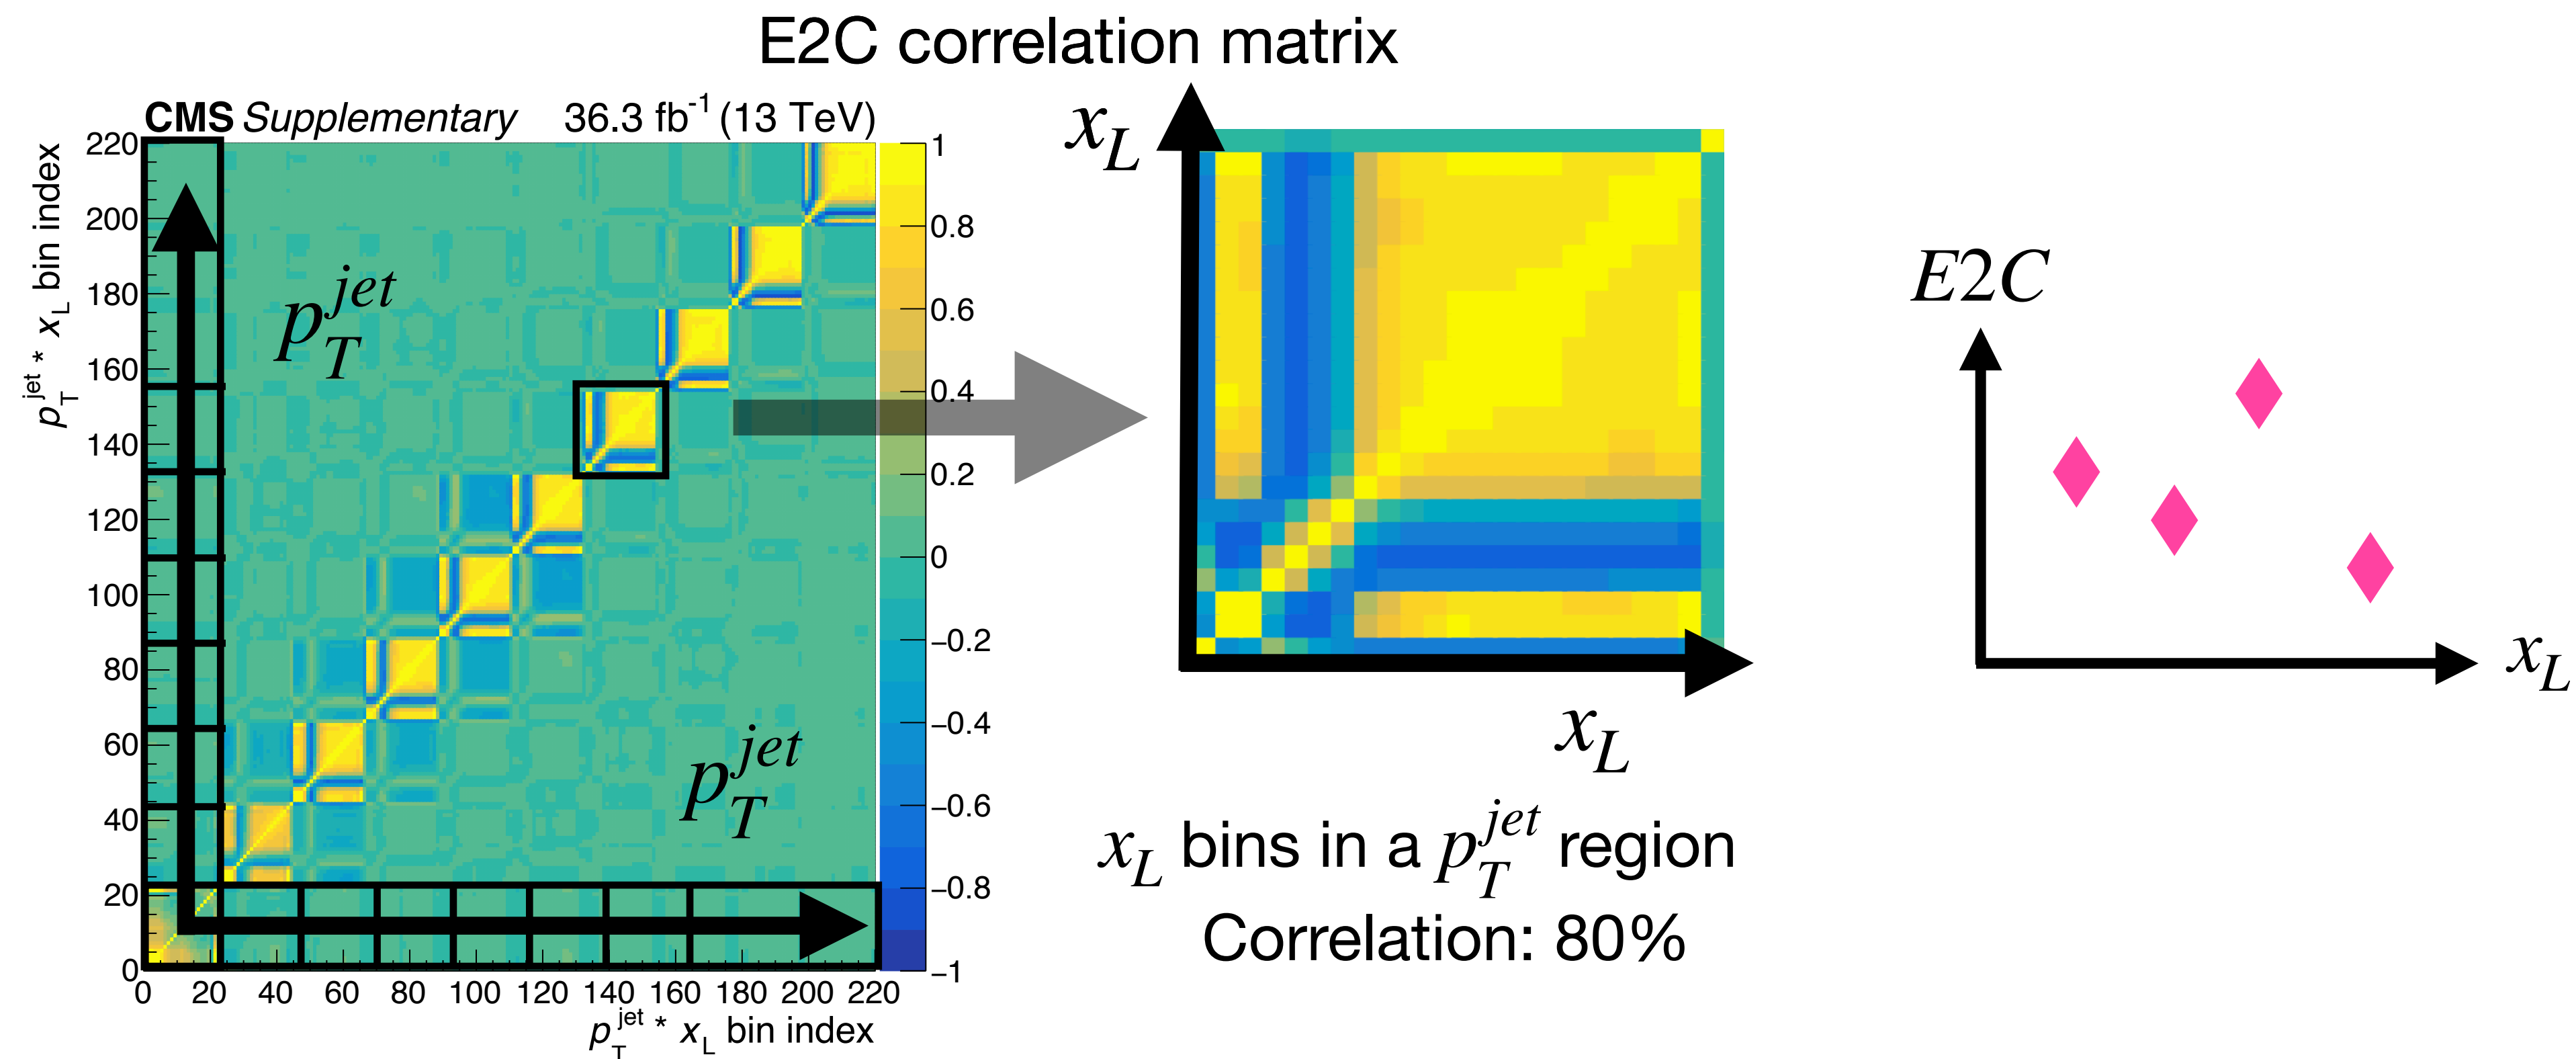 E2C correlation matrix
CMS Supplementary 36.3 fb⁻¹ (13 TeV)
p_T^jet * x_L bin index
220
200
180
160
140
120
100
80
60
40
20
0
0 20 40 60 80 100 120 140 160 180 200 220
p_T^jet * x_L bin index
p_T^jet
p_T^jet
1
0.8
0.6
0.4
0.2
0
−0.2
−0.4
−0.6
−0.8
−1
x_L
x_L
x_L bins in a p_T^jet region
Correlation: 80%
E2C
x_L